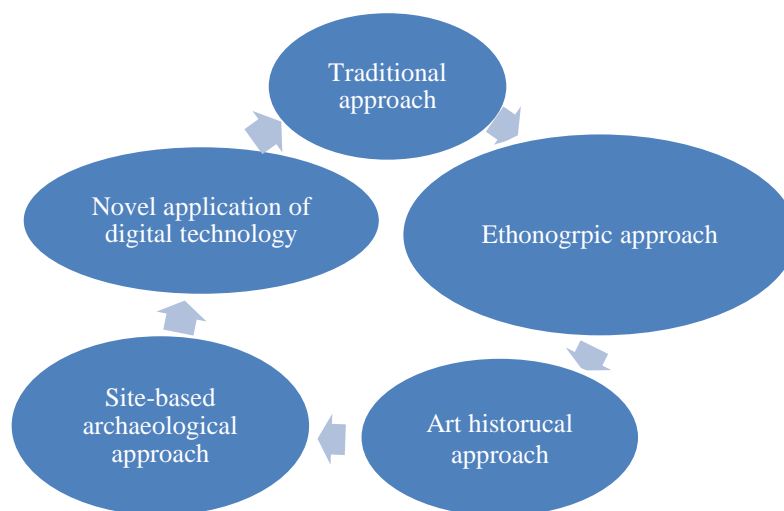 Traditional
approach
Ethonogrpic approach
Art historucal
approach
Site-based
archaeological
approach
Novel application of
digital technology